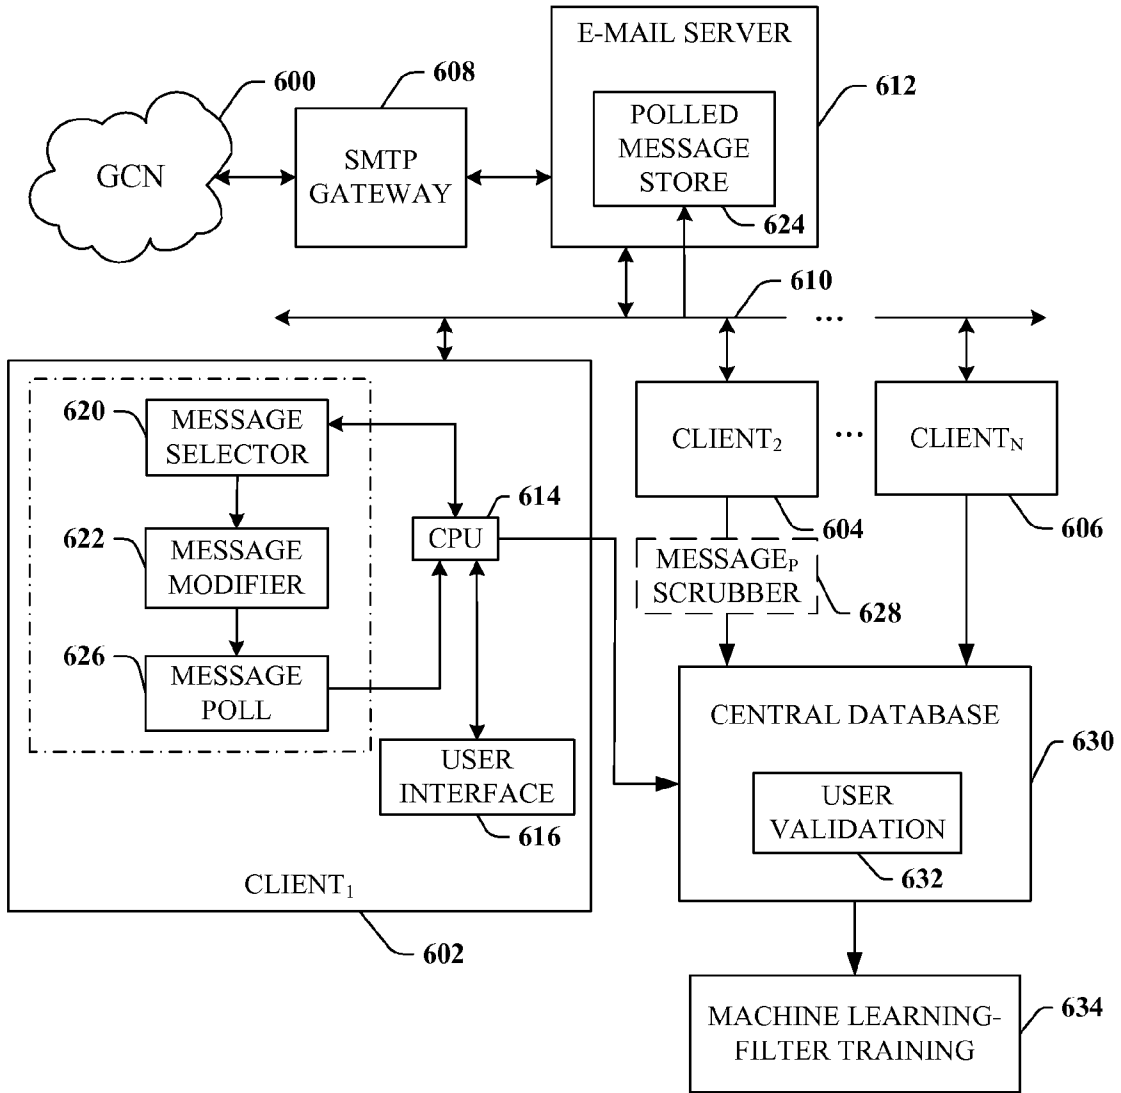 E-MAIL SERVER
612
600
608
POLLED
MESSAGE
STORE
GCN
SMTP
GATEWAY
624
610
...
620
MESSAGE
SELECTOR
CLIENT2
...
CLIENTN
614
622
MESSAGE
MODIFIER
CPU
604
606
MESSAGEP
SCRUBBER
628
626
MESSAGE
POLL
CENTRAL DATABASE
630
USER
INTERFACE
616
USER
VALIDATION
632
CLIENT1
602
MACHINE LEARNING-
FILTER TRAINING
634